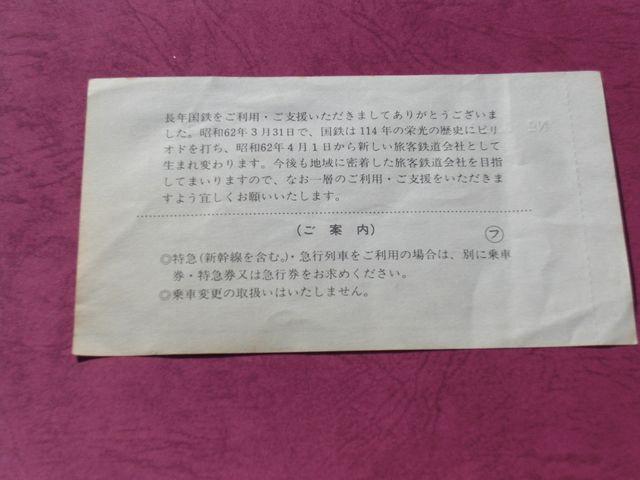 長年国鉄をご利用・ご支援いただきましてありがとうございま
した。昭和62年3月31日で、国鉄は114年の栄光の歴史にピリ
オドを打ち、昭和62年4月1日から新しい旅客鉄道会社として
生まれ変わります。今後も地域に密着した旅客鉄道会社を目指
してまいりますので、なお一層のご利用・ご支援をいただきま
すよう宜しくお願いいたします。
(ご案内)
㋫
◎特急(新幹線を含む。)・急行列車をご利用の場合は、別に乗車
券・特急券又は急行券をお求めください。
◎乗車変更の取扱いはいたしません。